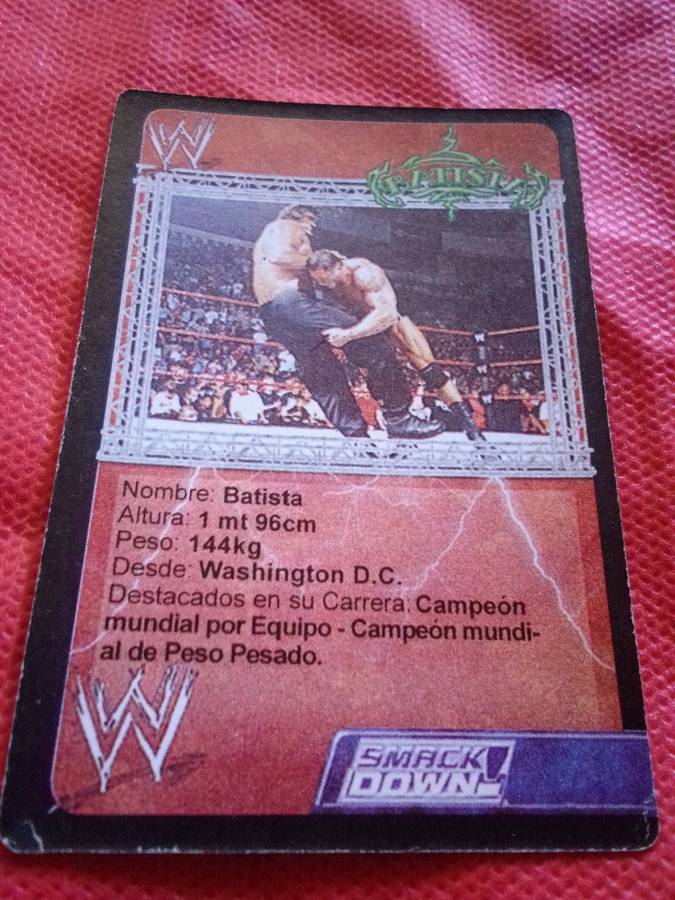 W
BATISTA
Nombre: Batista
Altura: 1 mt 96cm
Peso: 144kg
Desde: Washington D.C.
Destacados en su Carrera: Campeón
mundial por Equipo - Campeón mundi-
al de Peso Pesado.
W
SMACK
DOWN!